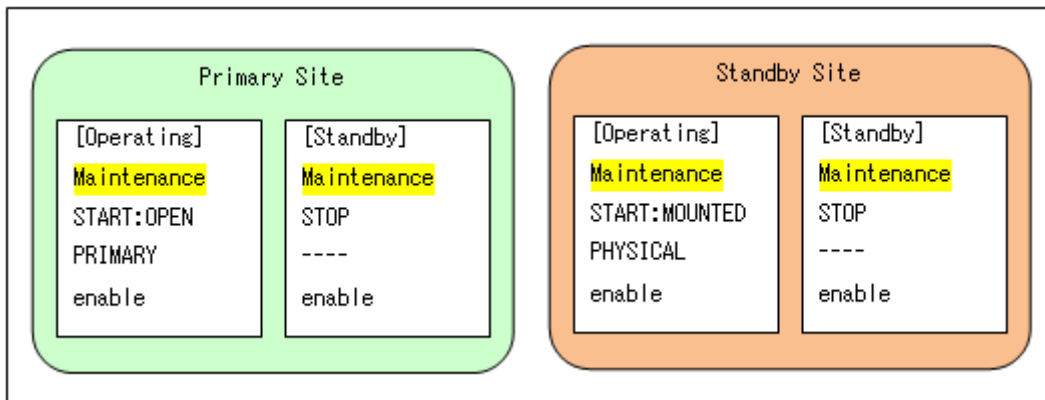 Primary Site
[Operating]
Maintenance
START:OPEN
PRIMARY
enable
[Standby]
Maintenance
STOP
----
enable
Standby Site
[Operating]
Maintenance
START:MOUNTED
PHYSICAL
enable
[Standby]
Maintenance
STOP
---
enable